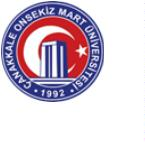 ÇANAKKALE ONSEKİZ MART ÜNİVERSİTESİ
• 1992 •